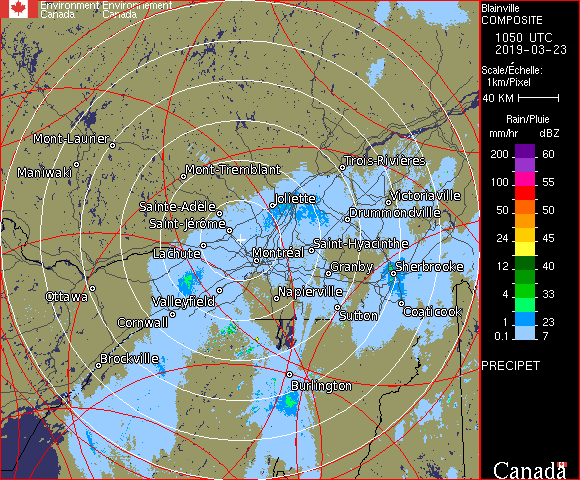 Environment Environnement
Canada Canada
Blainville
COMPOSITE
1050 UTC
2019-03-23
Scale/Échelle:
1km/Pixel
40 KM
Rain/Pluie
mm/hr dBZ
200 60
100 55
50 50
24 45
12 40
4 33
1 23
0.1 7
PRECIPET
Canada
Mont-Laurier
Maniwaki
Mont-Tremblant
Trois-Rivières
Joliette
Victoriaville
Sainte-Adèle
Drummondville
Saint-Jérôme
Saint-Hyacinthe
Lachute
Montréal
Granby
Sherbrooke
Ottawa
Valleyfield
Napierville
Cornwall
Sutton
Coaticook
Brockville
Burlington